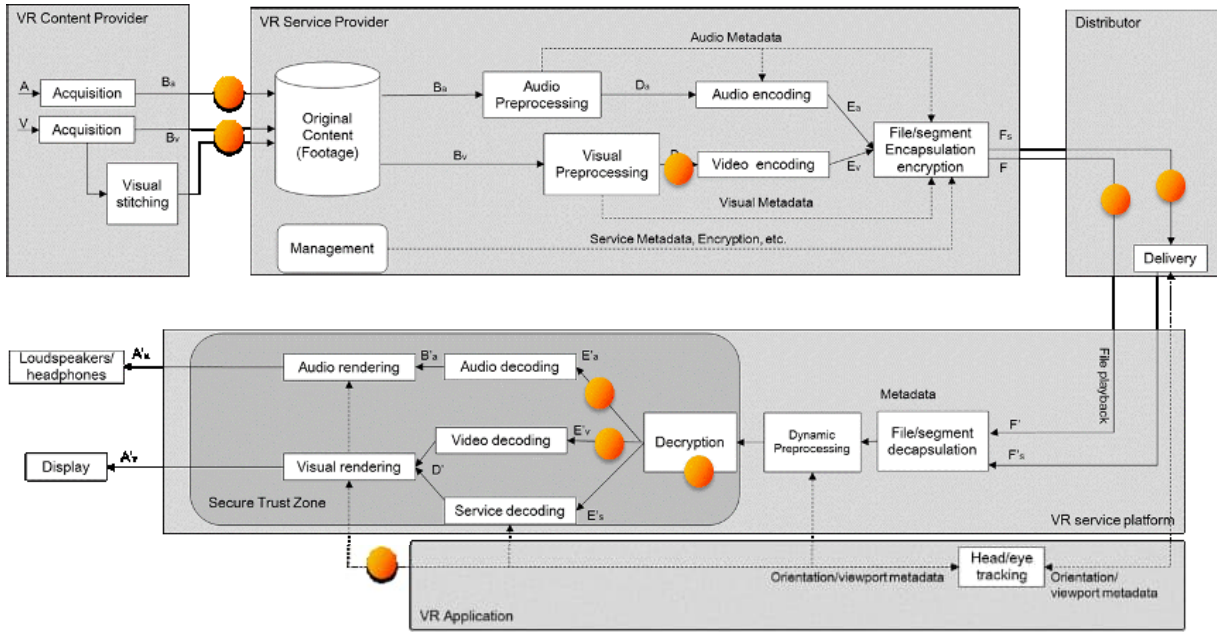 VR Content Provider
VR Service Provider
Distributor
Audio Metadata
A
Acquisition
Ba
V
Acquisition
Bv
Visual
stitching
Original
Content
(Footage)
Ba
Audio
Preprocessing
Da
Audio encoding
Ea
Bv
Visual
Preprocessing
Video encoding
Ev
File/segment
Encapsulation
encryption
Fs
F
Visual Metadata
Management
Service Metadata, Encryption, etc.
Delivery
Loudspeakers/
headphones
Audio rendering
B'a
Audio decoding
E'a
Display
Visual rendering
Video decoding
E'v
D'
Service decoding
E's
Secure Trust Zone
Decryption
Dynamic
Preprocessing
Metadata
File/segment
decapsulation
F'
F's
File playback
VR service platform
Orientation/viewport metadata
Head/eye
tracking
Orientation/
viewport metadata
VR Application